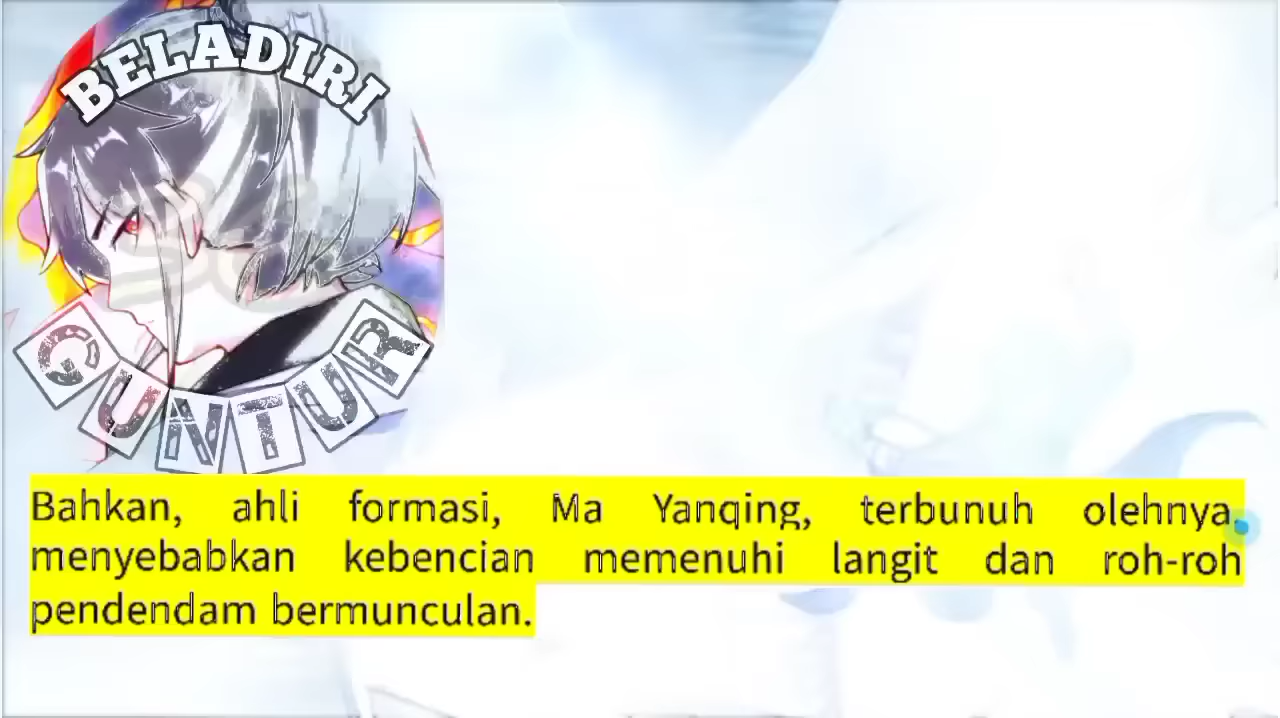 BELADIRI
GUNTUR
Bahkan, ahli formasi, Ma Yanqing, terbunuh olehnya,
menyebabkan kebencian memenuhi langit dan roh-roh
pendendam bermunculan.